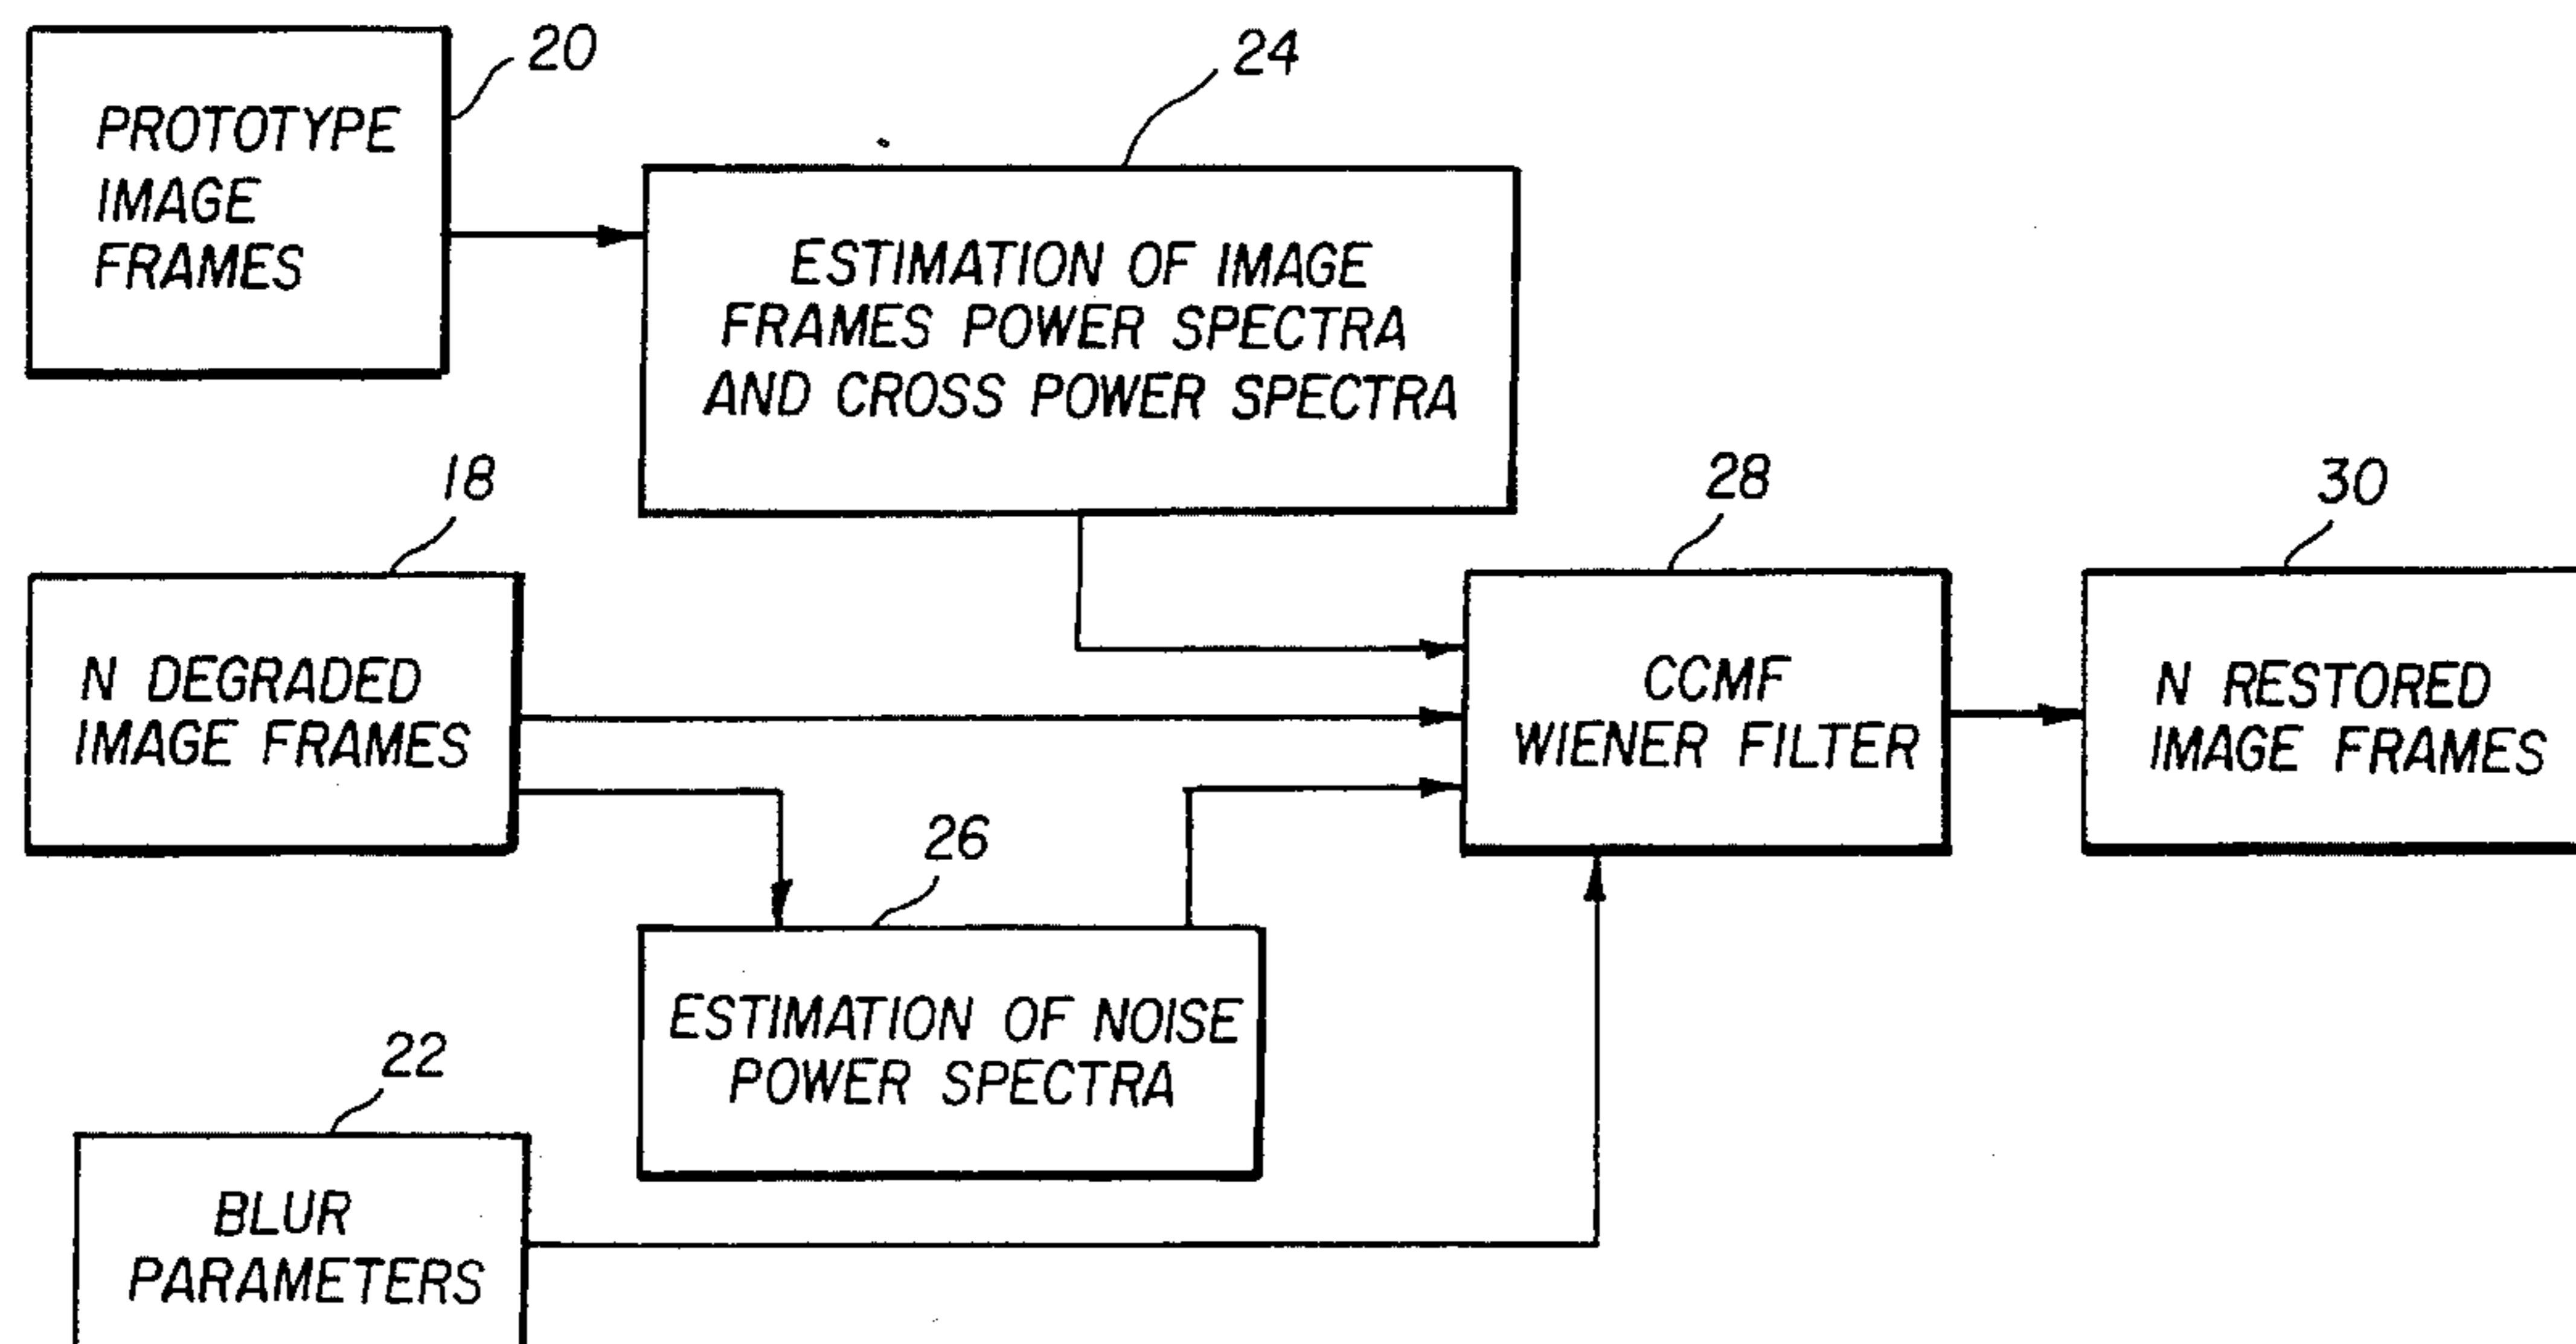 20
PROTOTYPE
IMAGE
FRAMES
24
ESTIMATION OF IMAGE
FRAMES POWER SPECTRA
AND CROSS POWER SPECTRA
18
N DEGRADED
IMAGE FRAMES
28
CCMF
WIENER FILTER
30
N RESTORED
IMAGE FRAMES
26
ESTIMATION OF NOISE
POWER SPECTRA
22
BLUR
PARAMETERS